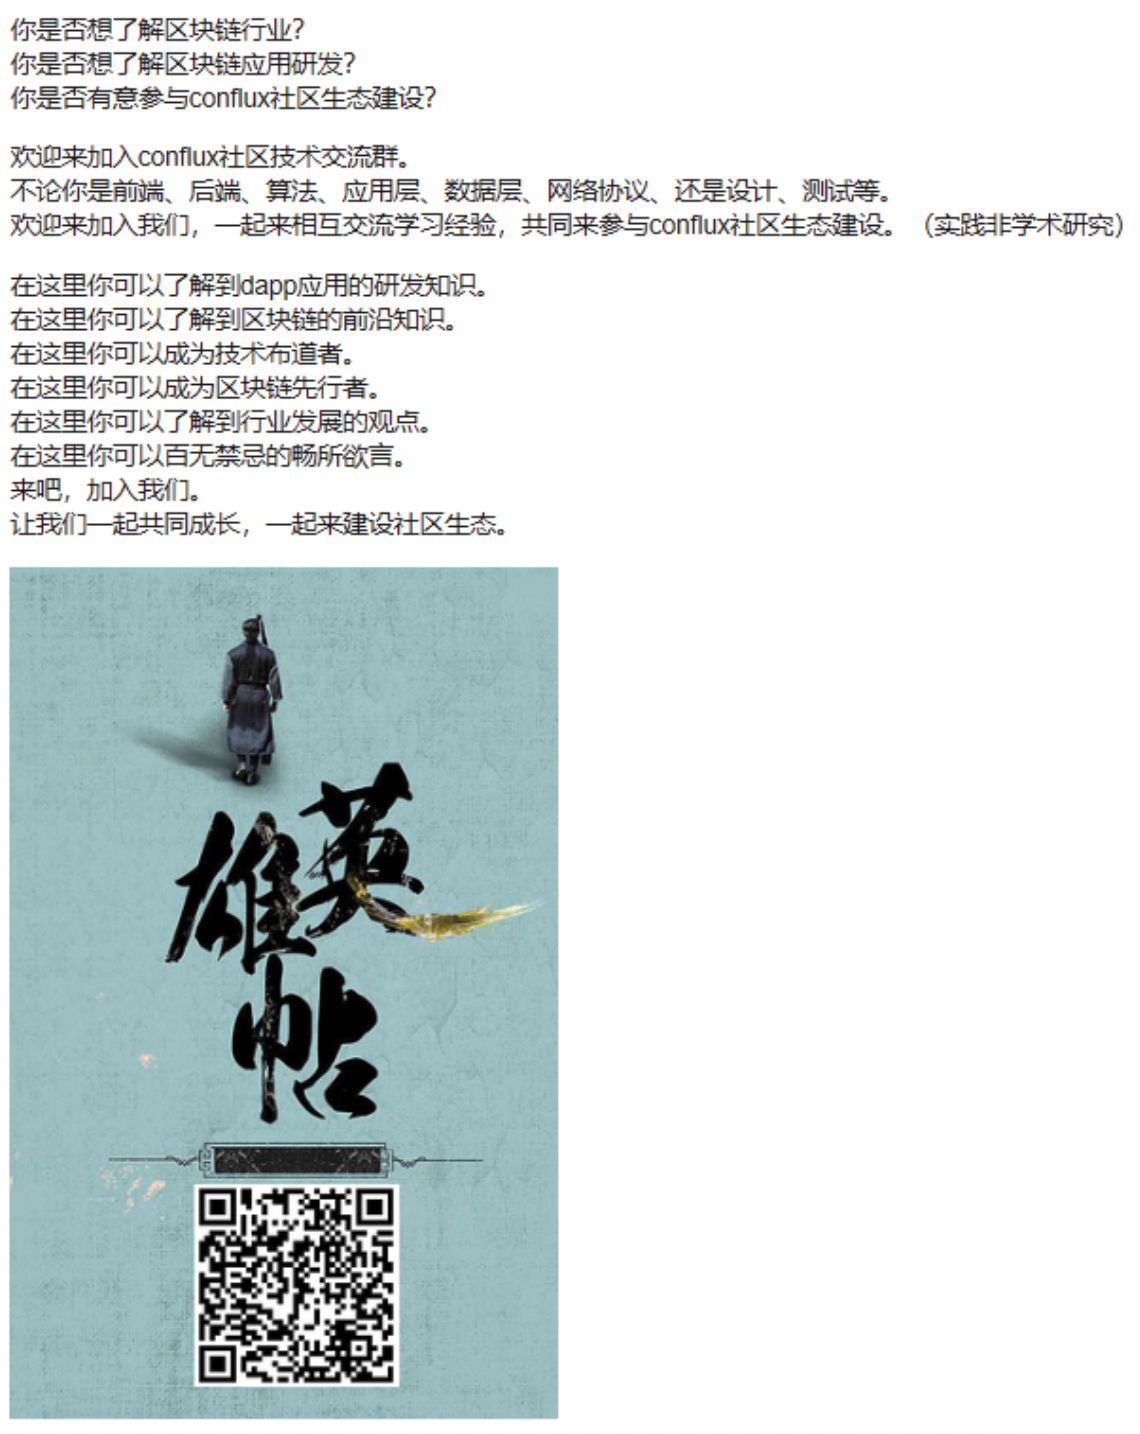 你是否想了解区块链行业？
你是否想了解区块链应用研发？
你是否有意参与conflux社区生态建设？
欢迎来加入conflux社区技术交流群。
不论你是前端、后端、算法、应用层、数据层、网络协议、还是设计、测试等。
欢迎来加入我们，一起来相互交流学习经验，共同来参与conflux社区生态建设。（实践非学术研究）
在这里你可以了解到dapp应用的研发知识。
在这里你可以了解到区块链的前沿知识。
在这里你可以成为技术布道者。
在这里你可以成为区块链先行者。
在这里你可以了解到行业发展的观点。
在这里你可以百无禁忌的畅所欲言。
来吧，加入我们。
让我们一起共同成长，一起来建设社区生态。
英雄帖